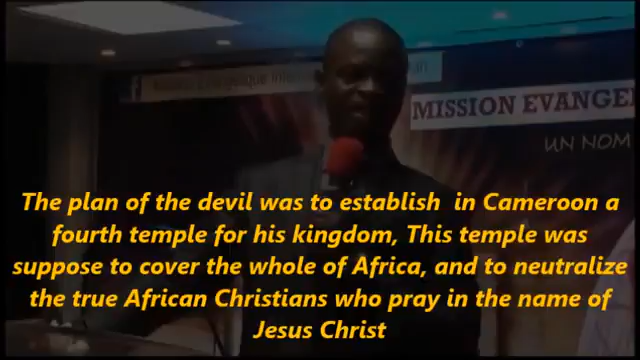 MISSION EVANGE
UN NOM
The plan of the devil was to establish in Cameroon a
fourth temple for his kingdom, This temple was
suppose to cover the whole of Africa, and to neutralize
the true African Christians who pray in the name of
Jesus Christ